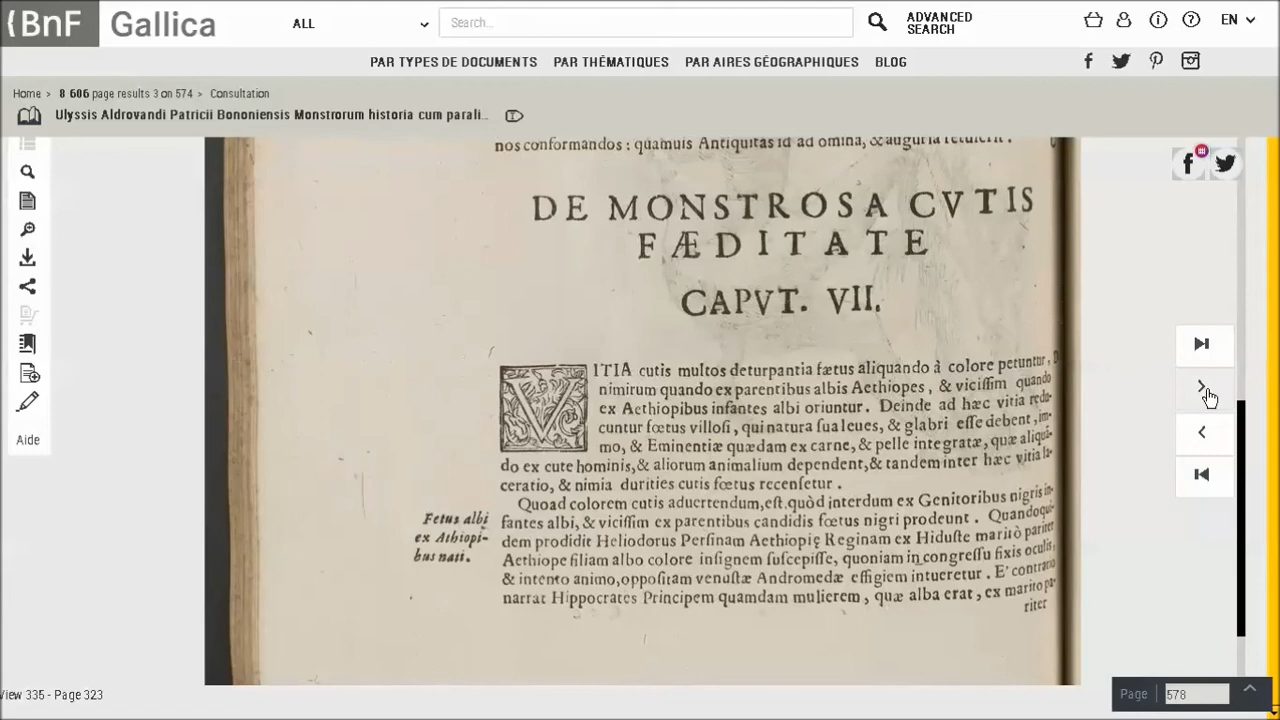 BnF Gallica ALL Search... ADVANCED SEARCH EN
PAR TYPES DE DOCUMENTS PAR THÉMATIQUES PAR AIRES GÉOGRAPHIQUES BLOG
Home > 8 606 page results 3 on 574 > Consultation
Ulyssis Aldrovandi Patricii Bononiensis Monstrorum historia cum parali...
nos conformandos : quamuis Antiquitas id ad omina, & auguria retulerit.
DE MONSTROSA CVTIS
FÆDITATE
CAPVT. VII.
VITIA cutis multos deturpantia fætus aliquando à colore petuntur,
nimirum quando ex parentibus albis Aethiopes, & vicissim quando
ex Aethiopibus infantes albi oriuntur. Deinde ad hæc vitia redu-
cuntur fœtus villosi, qui natura sua leues, & glabri esse debent, im-
mo, & Eminentiæ quædam ex carne, & pelle integratæ, quæ aliquã-
do ex cute hominis, & aliorum animalium dependent, & tandem inter hæc vitia la-
ceratio, & nimia durities cutis fœtus recensetur.
Quoad colorem cutis aduertendum, est, quòd interdum ex Genitoribus nigris in-
fantes albi, & vicissim ex parentibus candidis fœtus nigri prodeunt. Quandoqui-
dem prodidit Heliodorus Persinam Aethiopię Reginam ex Hiduste maritò pariter
Aethiope filiam albo colore insignem suscepisse, quoniam in congressu fixis oculis,
& intento animo, oppositam venustæ Andromedæ effigiem intueretur. E' contrario
narrat Hippocrates Principem quamdam mulierem, quæ alba erat, ex marito pa-
riter
Fetus albi
ex Athiopi-
bus nati.
Aide
View 335 - Page 323
Page 578